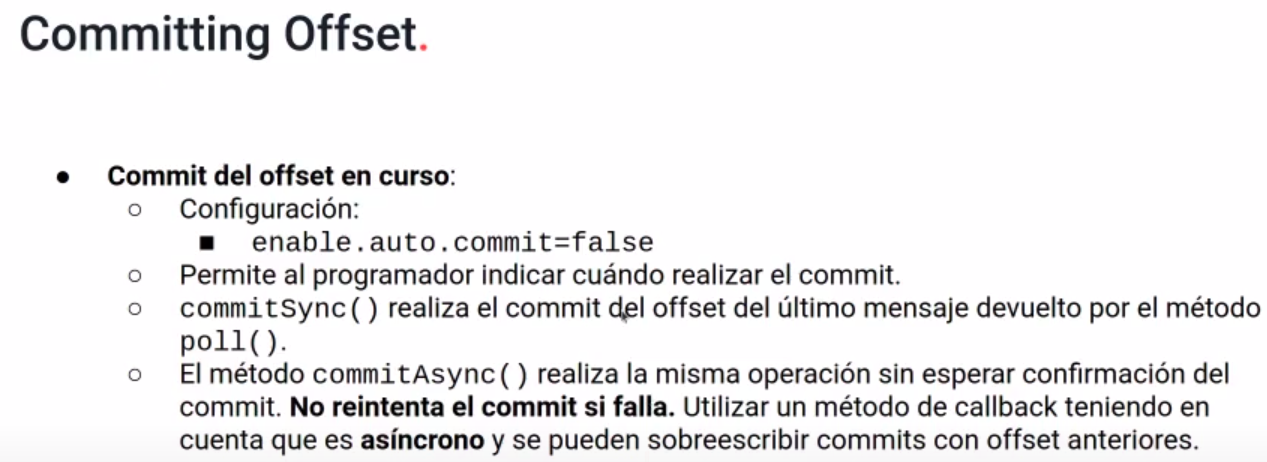 Committing Offset.
● Commit del offset en curso:
○ Configuración:
■ enable.auto.commit=false
○ Permite al programador indicar cuándo realizar el commit.
○ commitSync() realiza el commit del offset del último mensaje devuelto por el método
poll().
○ El método commitAsync() realiza la misma operación sin esperar confirmación del
commit. No reintenta el commit si falla. Utilizar un método de callback teniendo en
cuenta que es asíncrono y se pueden sobreescribir commits con offset anteriores.